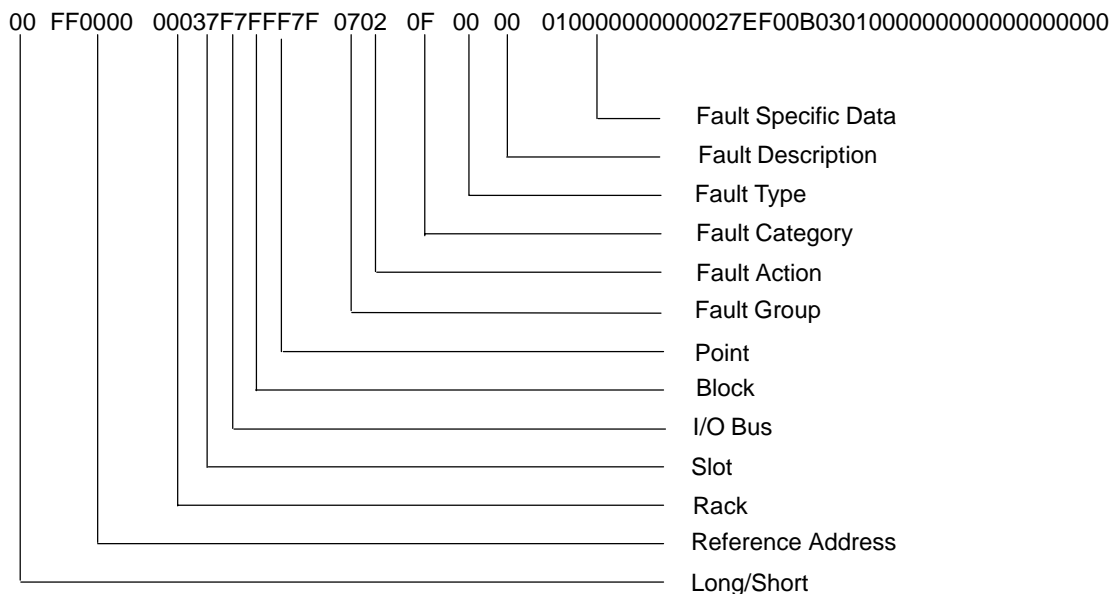 00 FF0000 00037F7FFF7F 0702 0F 00 00 01000000000027EF00B0301000000000000000000
Fault Specific Data
Fault Description
Fault Type
Fault Category
Fault Action
Fault Group
Point
Block
I/O Bus
Slot
Rack
Reference Address
Long/Short